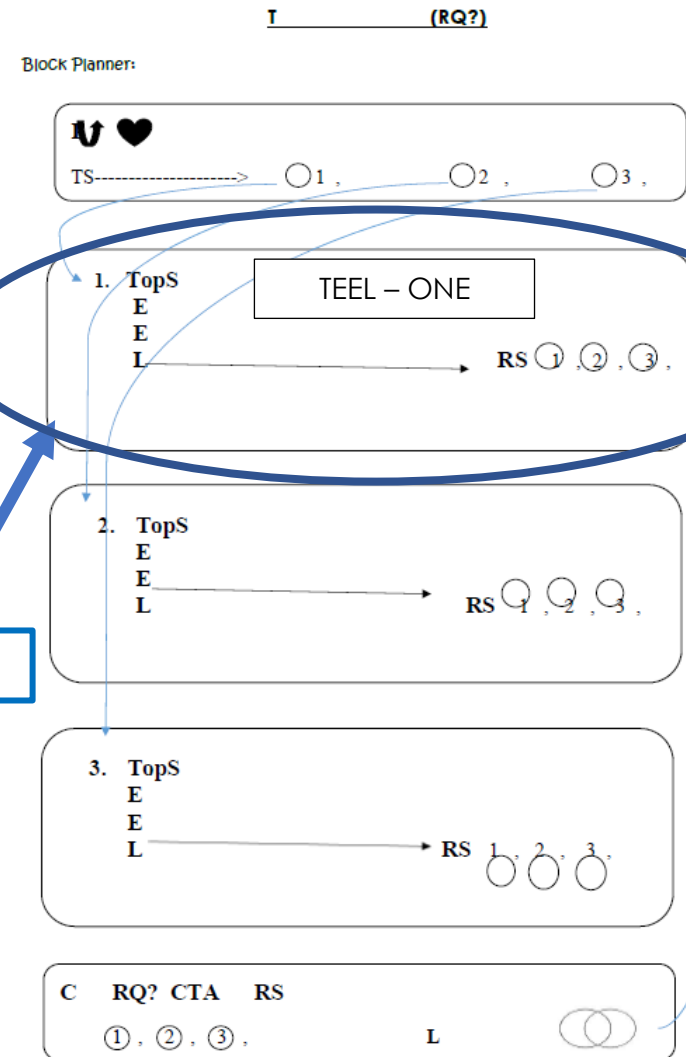 T (RQ?)
Block Planner:
TS---------------------> 1 , 2 , 3 ,
1. TopS
TEEL – ONE
E
E
L RS 1 , 2 , 3 ,
2. TopS
E
E
L RS 1 , 2 , 3 ,
3. TopS
E
E
L RS 1 , 2 , 3 ,
C RQ? CTA RS
1 , 2 , 3 , L